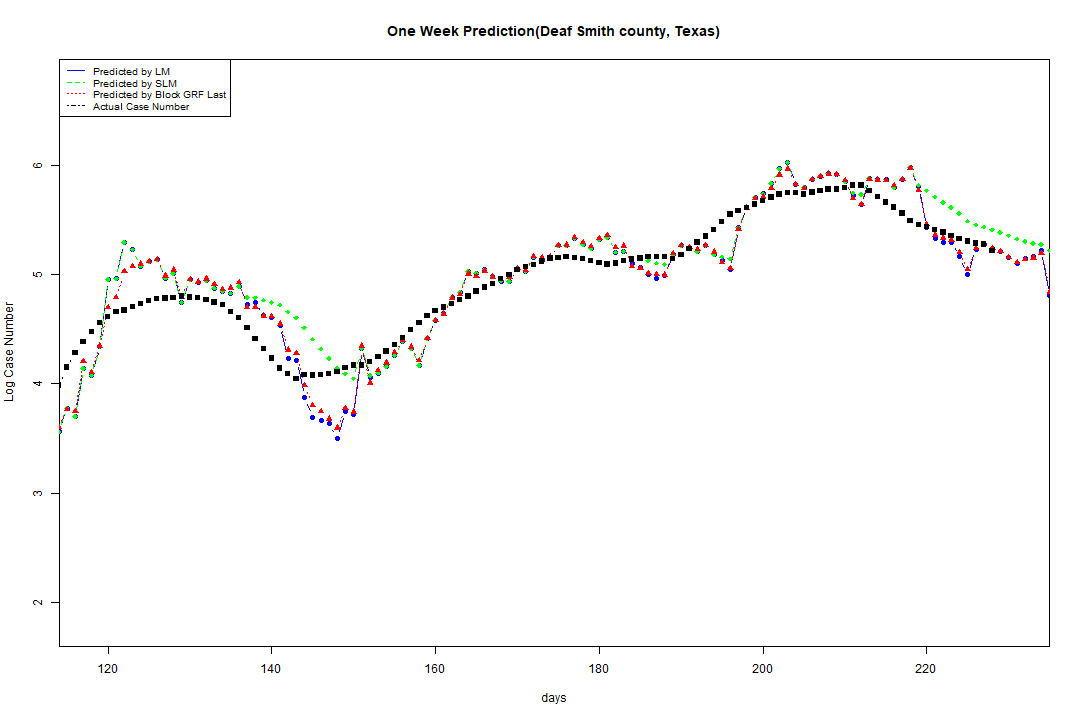 One Week Prediction(Deaf Smith county, Texas)
Predicted by LM
Predicted by SLM
Predicted by Block GRF Last
Actual Case Number
6
5
4
3
2
Log Case Number
120 140 160 180 200 220
days